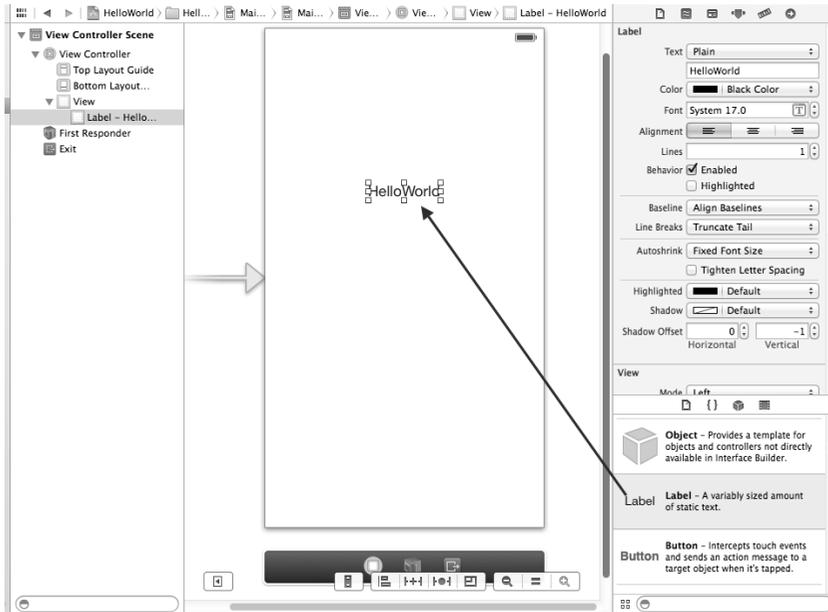 HelloWorld Hell... Mai... Mai... Vie... Vie... View Label – HelloWorld
View Controller Scene
View Controller
Top Layout Guide
Bottom Layout...
View
Label – Hello...
First Responder
Exit
HelloWorld
Label
Text Plain
HelloWorld
Color Black Color
Font System 17.0 T
Alignment
Lines 1
Behavior Enabled
Highlighted
Baseline Align Baselines
Line Breaks Truncate Tail
Autoshrink Fixed Font Size
Tighten Letter Spacing
Highlighted Default
Shadow Default
Shadow Offset 0 -1
Horizontal Vertical
View
Mode Left
{}
Object – Provides a template for
objects and controllers not directly
available in Interface Builder.
Label
Label – A variably sized amount
of static text.
Button
Button – Intercepts touch events
and sends an action message to a
target object when it's tapped.